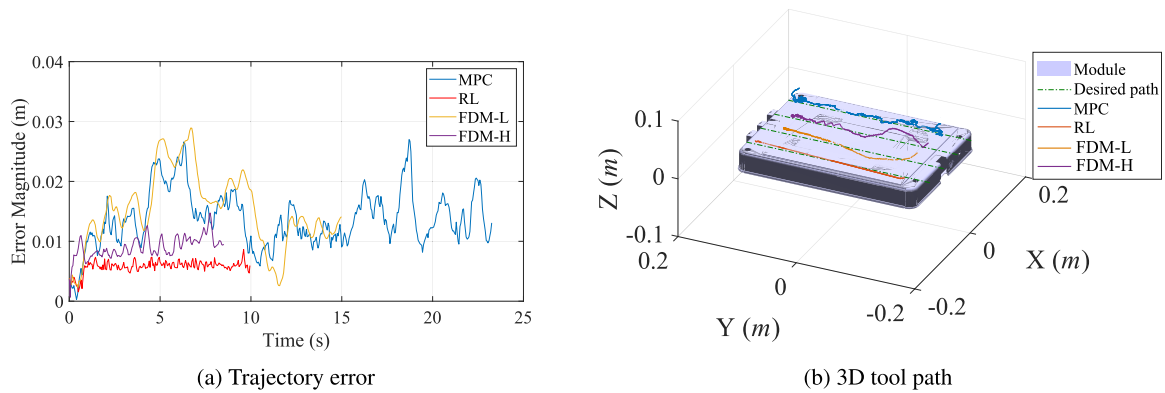 0.04
0.03
0.02
0.01
0
0
5
10
15
20
25
Error Magnitude (m)
Time (s)
MPC
RL
FDM-L
FDM-H
(a) Trajectory error
0.1
0
-0.1
Z (m)
0.2
0
-0.2
Y (m)
-0.2
0
0.2
X (m)
Module
Desired path
MPC
RL
FDM-L
FDM-H
(b) 3D tool path